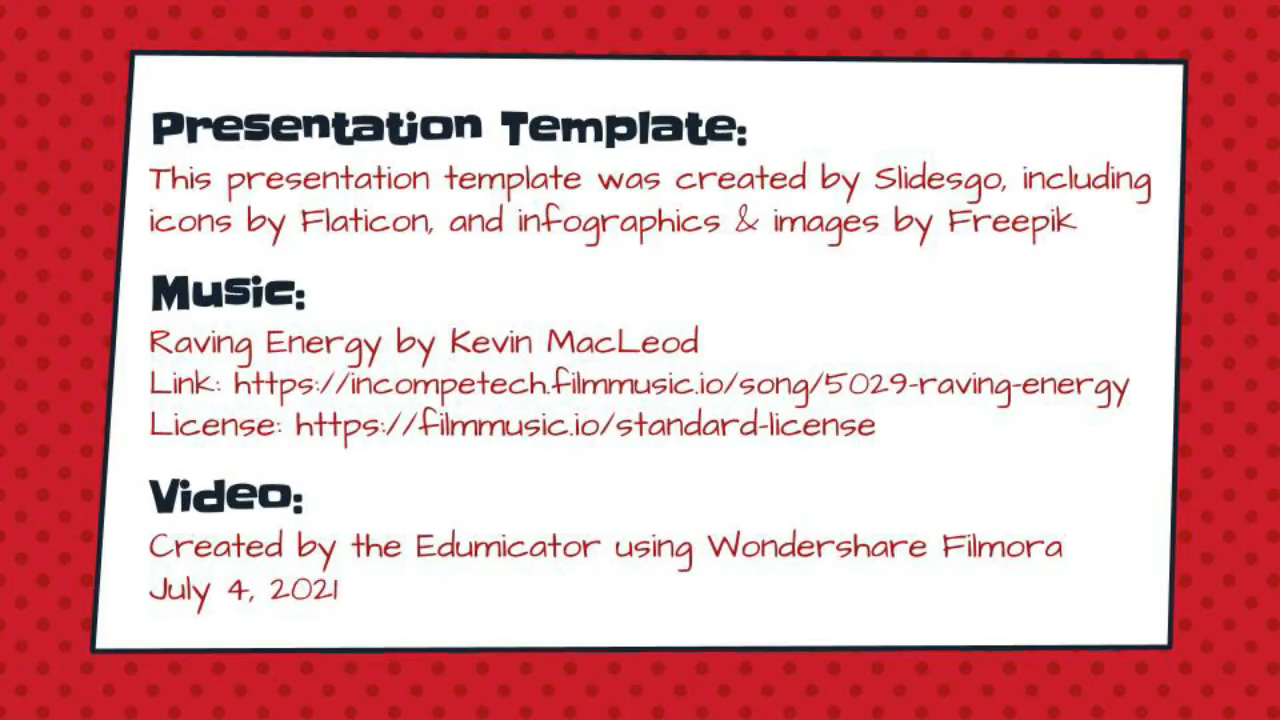 Presentation Template:
This presentation template was created by Slidesgo, including
icons by Flaticon, and infographics & images by Freepik
Music:
Raving Energy by Kevin MacLeod
Link: https://incompetech.filmmusic.io/song/5029-raving-energy
License: https://filmmusic.io/standard-license
Video:
Created by the Edumicator using Wondershare Filmora
July 4, 2021